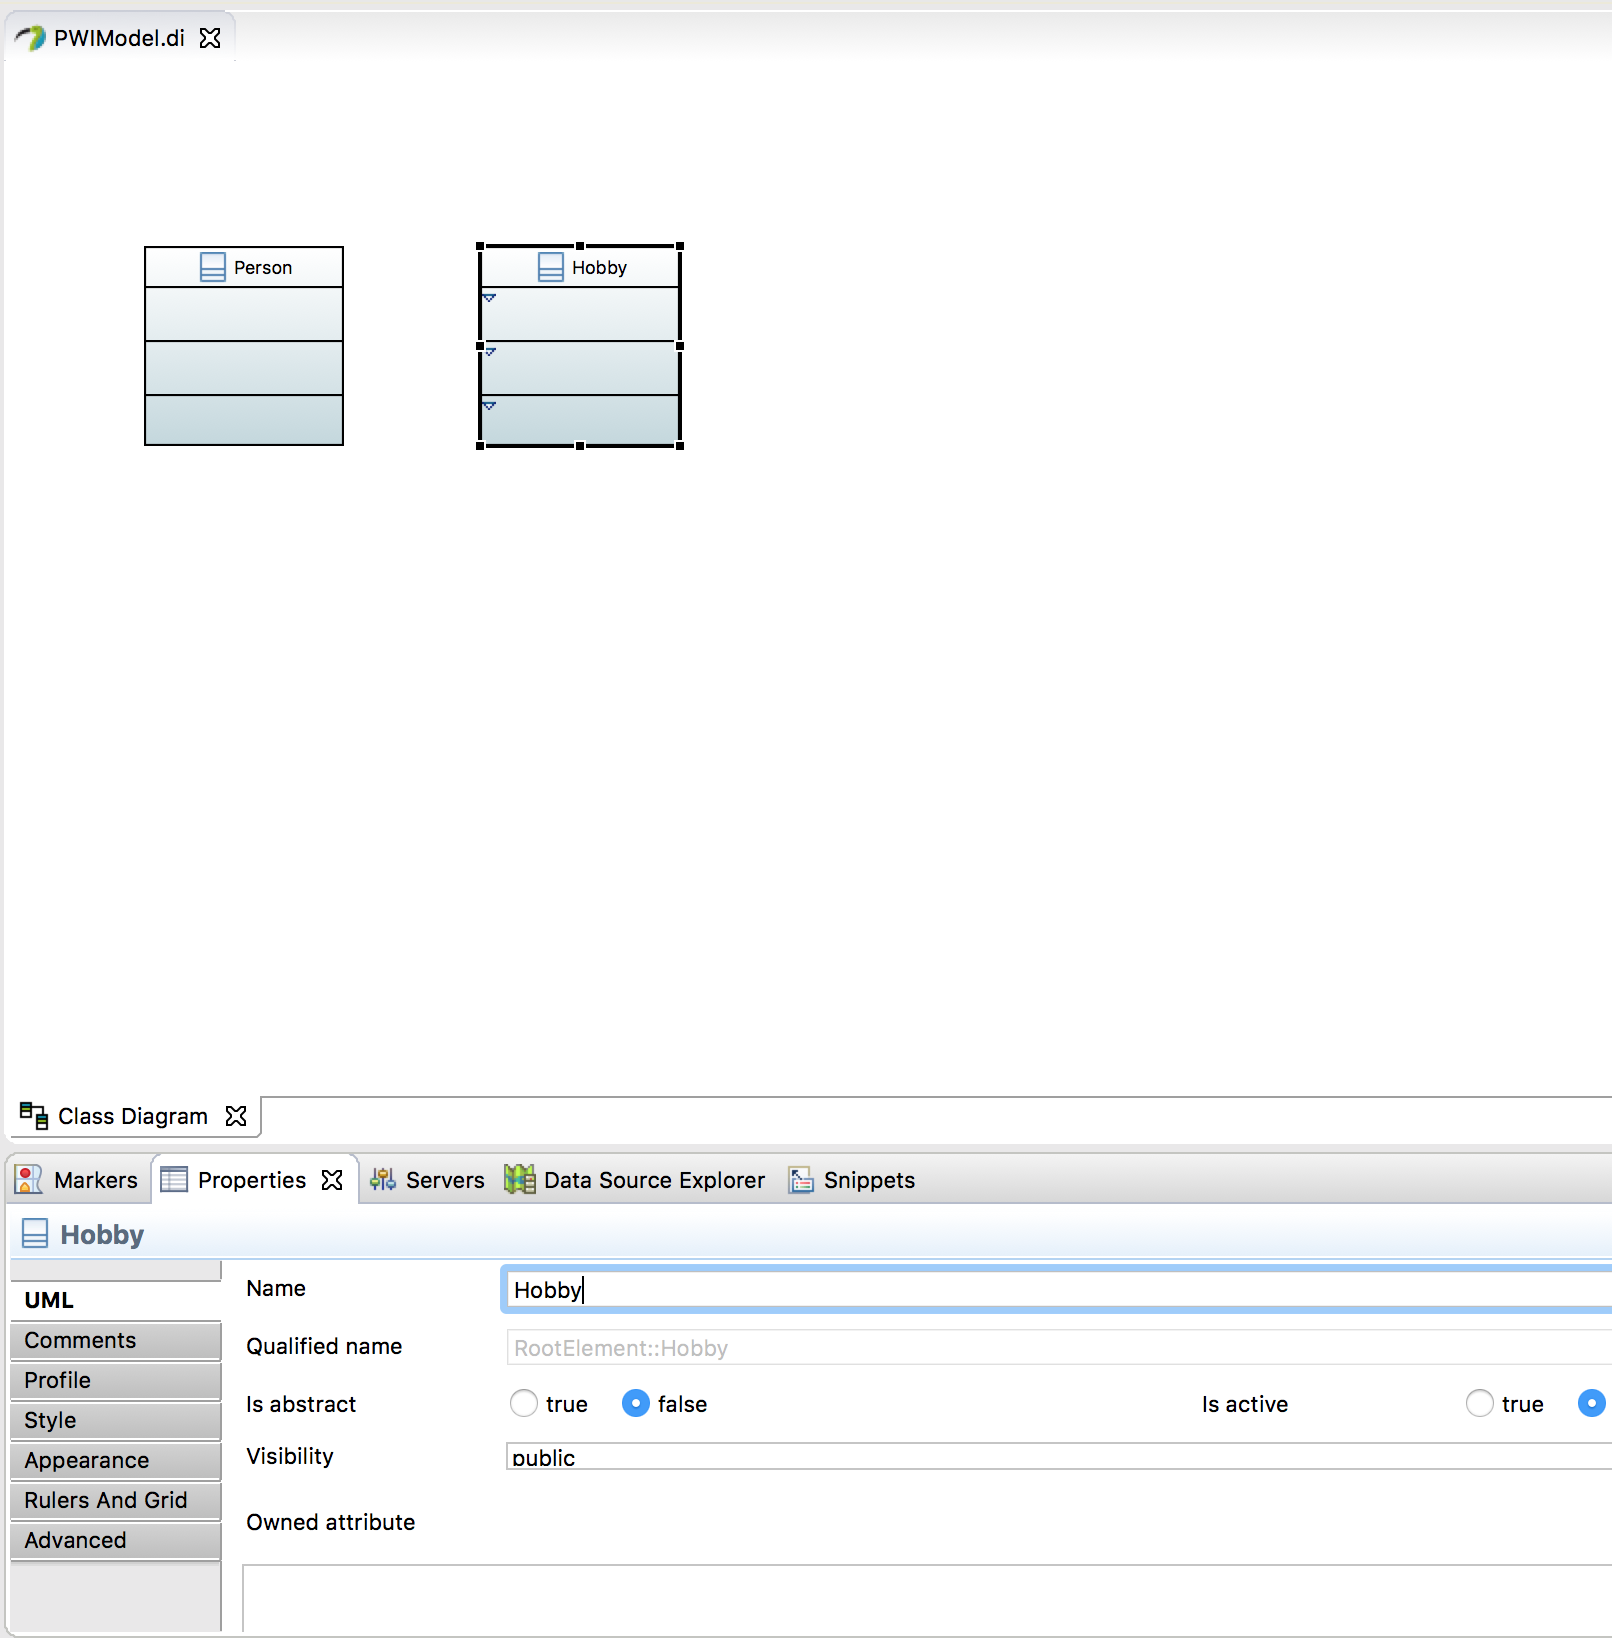 PWIModel.di
Person
Hobby
Class Diagram
Markers Properties Servers Data Source Explorer Snippets
Hobby
UML
Comments
Profile
Style
Appearance
Rulers And Grid
Advanced
Name Hobby
Qualified name RootElement::Hobby
Is abstract true false Is active true
Visibility public
Owned attribute